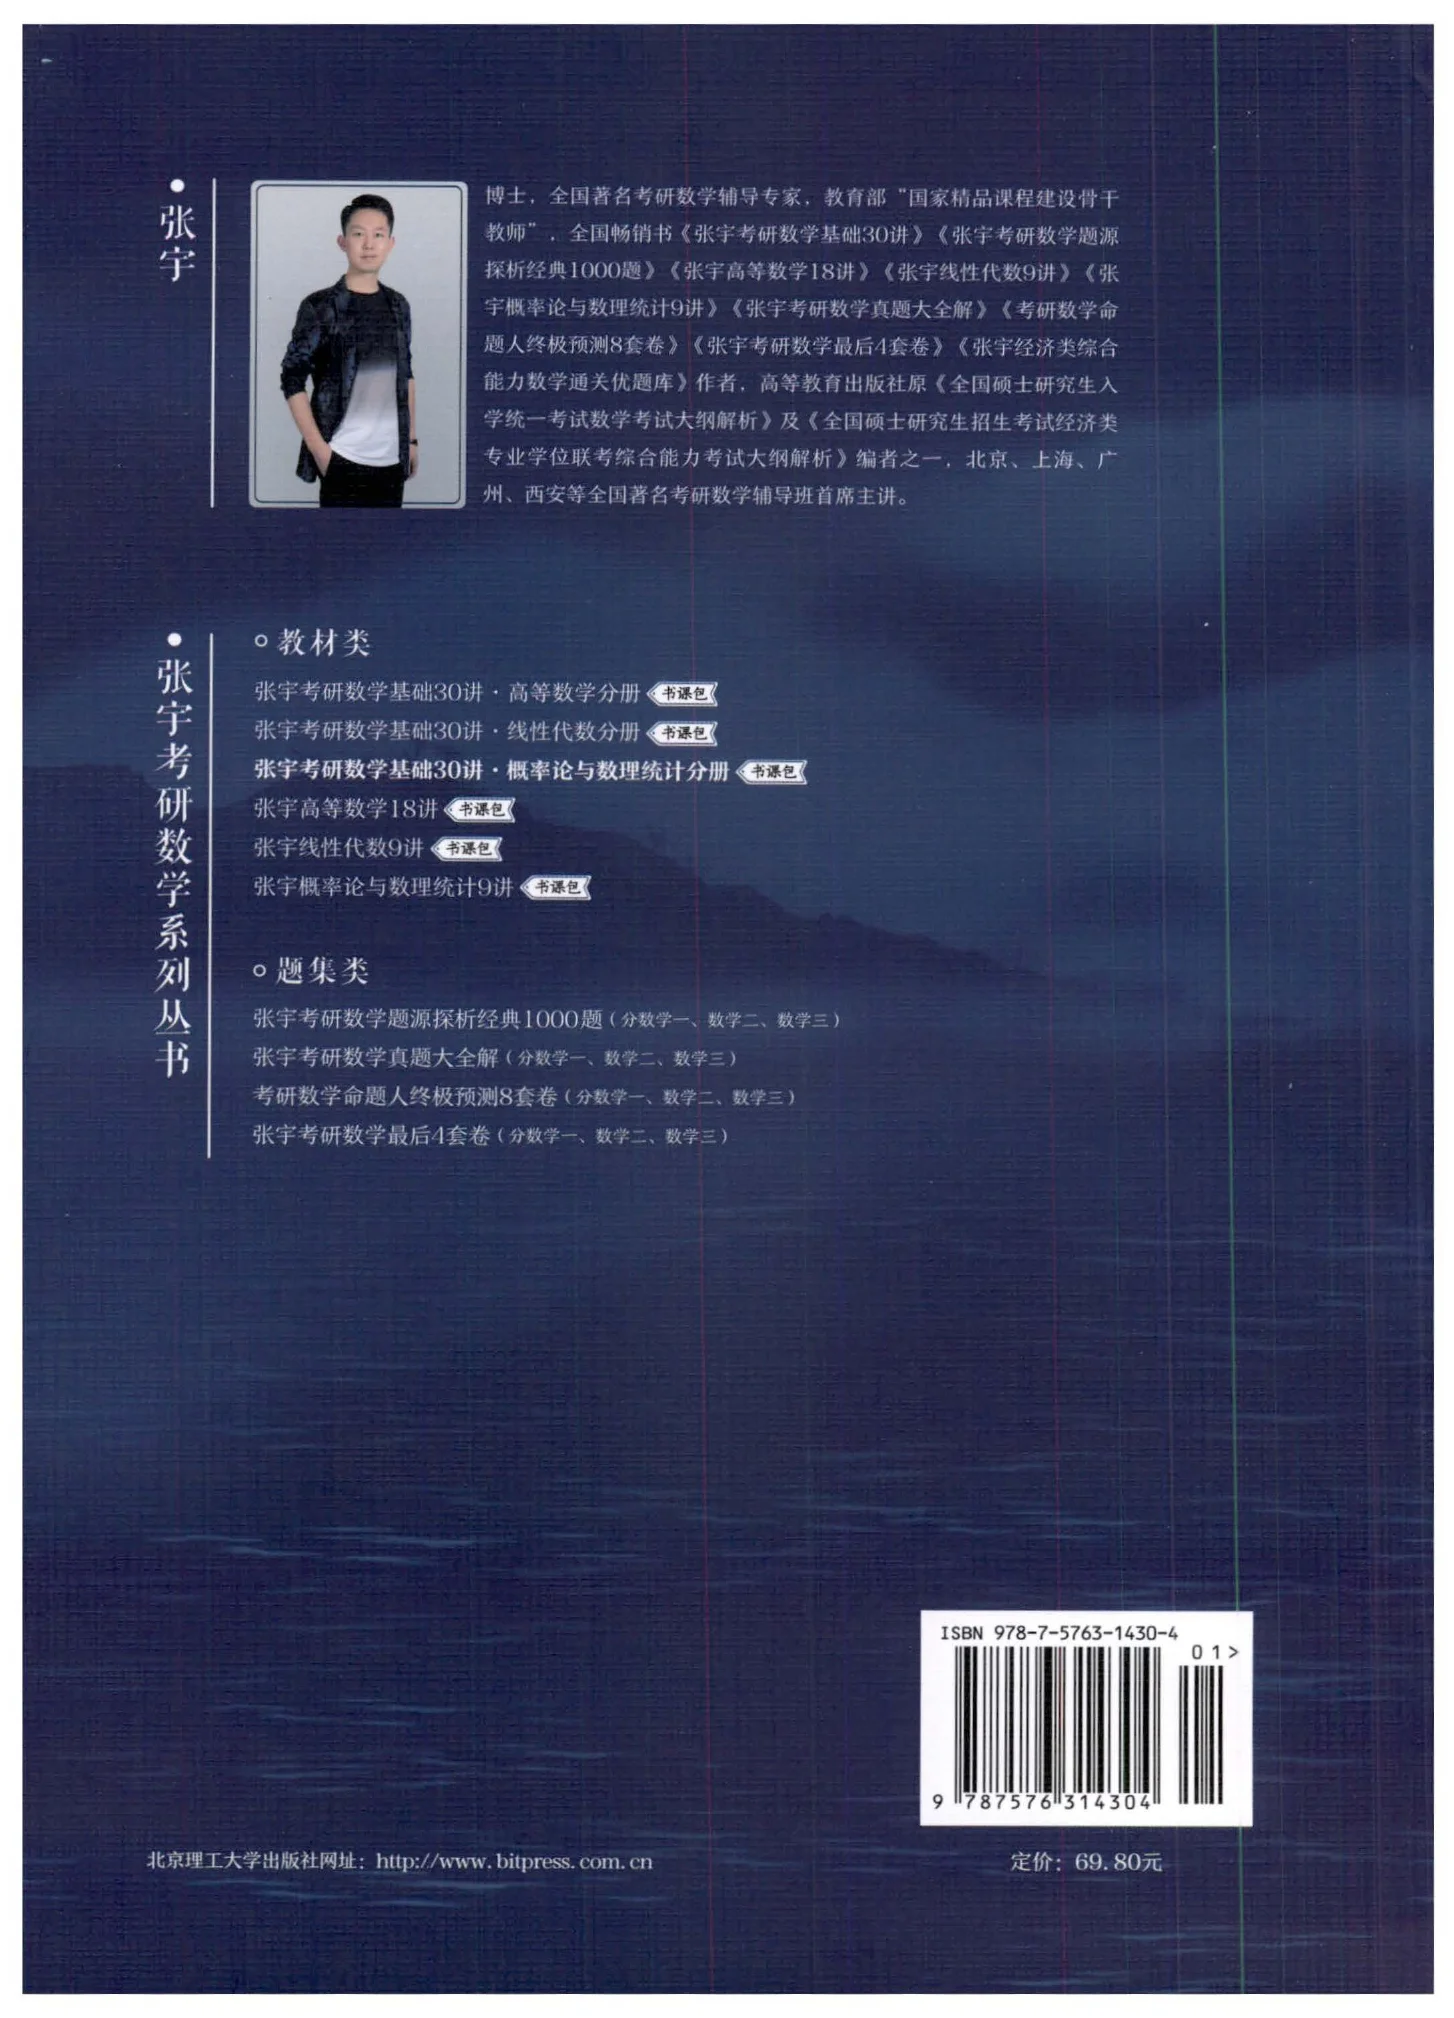 张宇
博士，全国著名考研数学辅导专家，教育部“国家精品课程建设骨干
教师”，全国畅销书《张宇考研数学基础30讲》《张宇考研数学题源
探析经典1000题》《张宇高等数学18讲》《张宇线性代数9讲》《张
宇概率论与数理统计9讲》《张宇考研数学真题大全解》《考研数学命
题人终极预测8套卷》《张宇考研数学最后4套卷》《张宇经济类综合
能力数学通关优题库》作者，高等教育出版社原《全国硕士研究生入
学统一考试数学考试大纲解析》及《全国硕士研究生招生考试经济类
专业学位联考综合能力考试大纲解析》编者之一，北京、上海、广
州、西安等全国著名考研数学辅导班首席主讲。
张宇考研数学系列丛书
教材类
张宇考研数学基础30讲·高等数学分册 书课包
张宇考研数学基础30讲·线性代数分册 书课包
张宇考研数学基础30讲·概率论与数理统计分册 书课包
张宇高等数学18讲 书课包
张宇线性代数9讲 书课包
张宇概率论与数理统计9讲 书课包
题集类
张宇考研数学题源探析经典1000题（分数学一、数学二、数学三）
张宇考研数学真题大全解（分数学一、数学二、数学三）
考研数学命题人终极预测8套卷（分数学一、数学二、数学三）
张宇考研数学最后4套卷（分数学一、数学二、数学三）
ISBN 978-7-5763-1430-4
01>
9 787576 314304
北京理工大学出版社网址：http://www.bitpress.com.cn
定价：69.80元